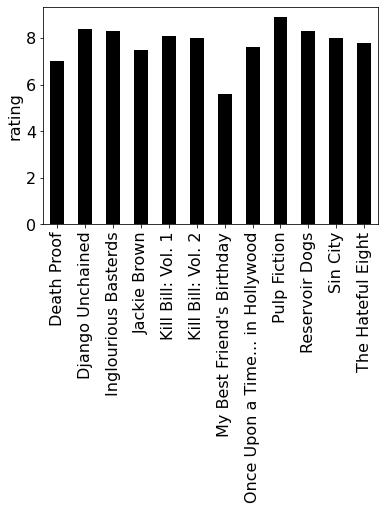 rating
8
6
4
2
0
Death Proof
Django Unchained
Inglourious Basterds
Jackie Brown
Kill Bill: Vol. 1
Kill Bill: Vol. 2
My Best Friend's Birthday
Once Upon a Time... in Hollywood
Pulp Fiction
Reservoir Dogs
Sin City
The Hateful Eight